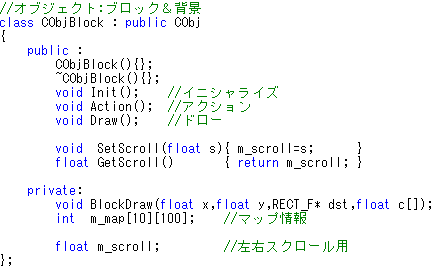 //オブジェクト:ブロック＆背景
class CObjBlock : public CObj
{
public :
CObjBlock(){};
~CObjBlock(){};
void Init(); //イニシャライズ
void Action(); //アクション
void Draw(); //ドロー
void SetScroll(float s){ m_scroll=s; }
float GetScroll() { return m_scroll; }
private:
void BlockDraw(float x,float y,RECT_F* dst,float c[]);
int m_map[10][100]; //マップ情報
float m_scroll; //左右スクロール用
};